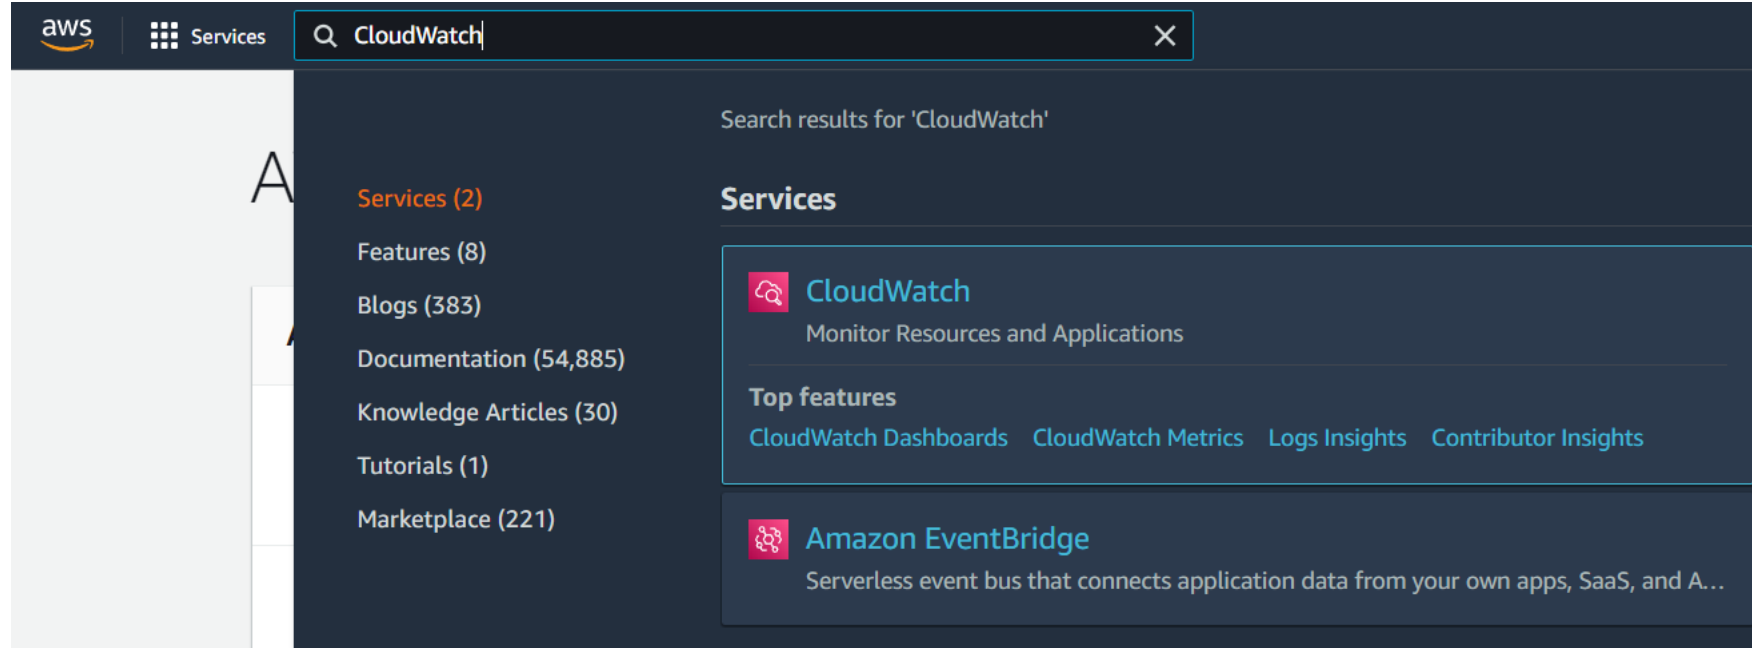 aws
Services
CloudWatch
Search results for 'CloudWatch'
Services (2)
Features (8)
Blogs (383)
Documentation (54,885)
Knowledge Articles (30)
Tutorials (1)
Marketplace (221)
Services
CloudWatch
Monitor Resources and Applications
Top features
CloudWatch Dashboards CloudWatch Metrics Logs Insights Contributor Insights
Amazon EventBridge
Serverless event bus that connects application data from your own apps, SaaS, and A...
A